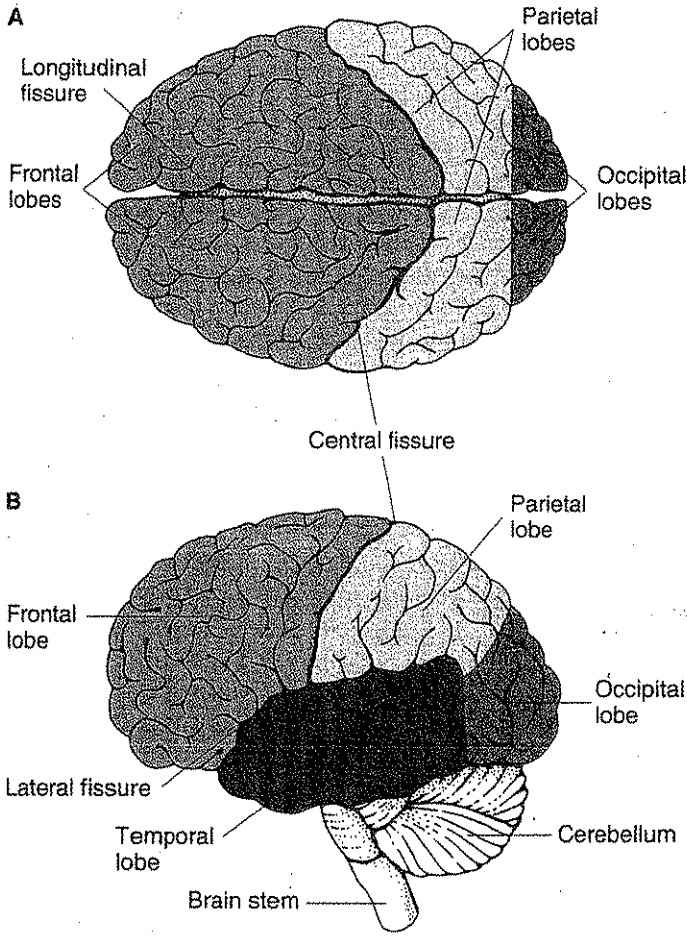 A
Parietal
lobes
Longitudinal
fissure
Frontal
lobes
Occipital
lobes
Central fissure
B
Parietal
lobe
Frontal
lobe
Occipital
lobe
Lateral fissure
Temporal
lobe
Cerebellum
Brain stem